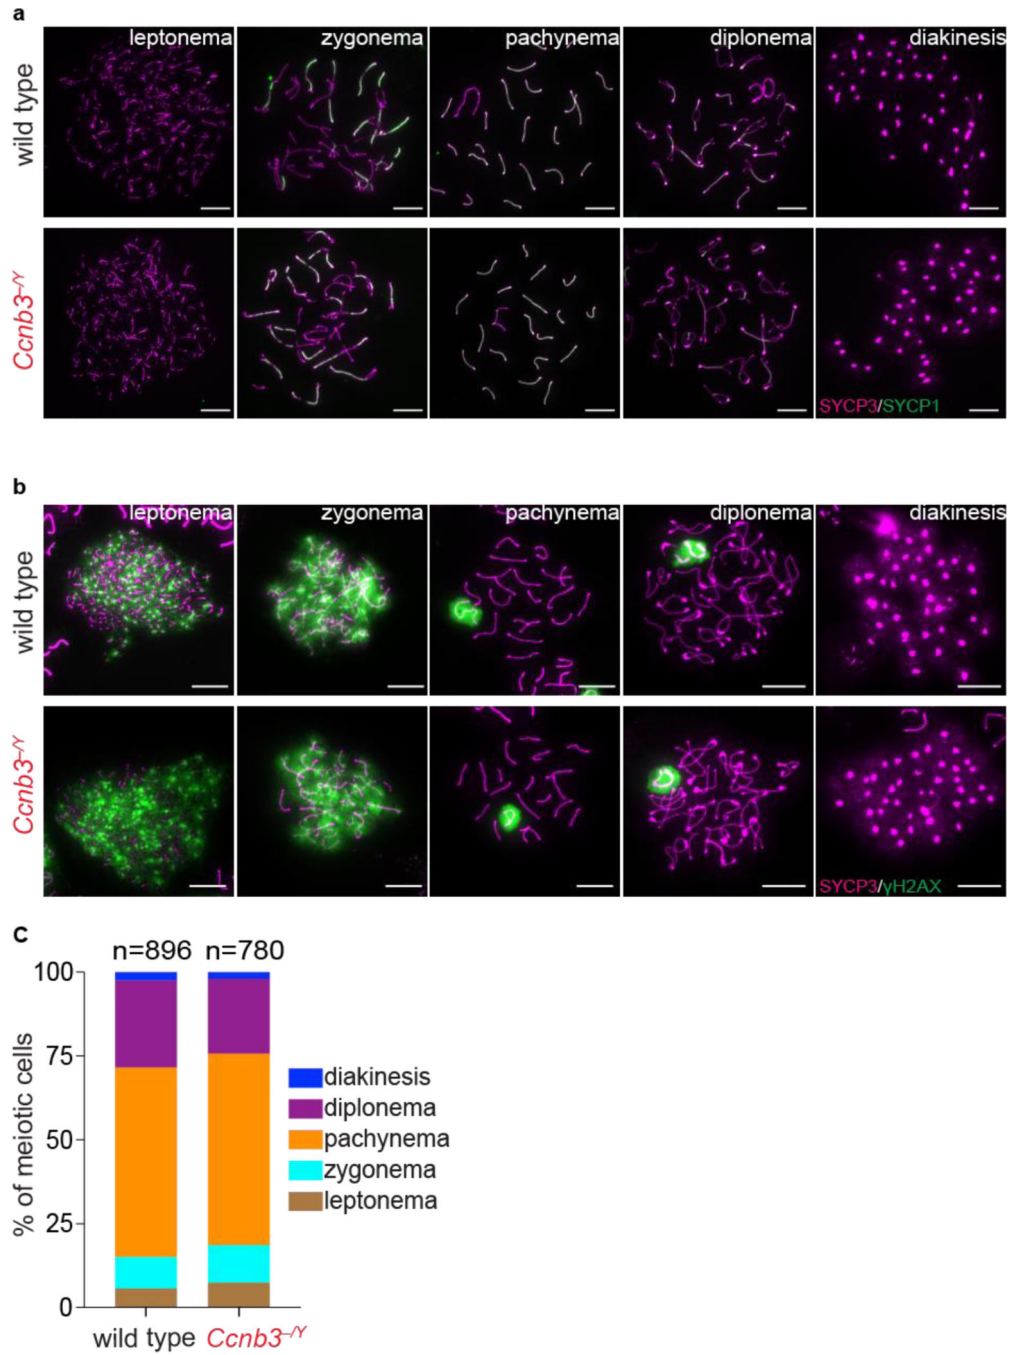 a
leptonema zygonema pachynema diplonema diakinesis
wild type
Ccnb3–/Y
SYCP3/SYCP1
b
leptonema zygonema pachynema diplonema diakinesis
wild type
Ccnb3–/Y
SYCP3/γH2AX
c
n=896 n=780
% of meiotic cells
100
75
50
25
0
diakinesis
diplonema
pachynema
zygonema
leptonema
wild type Ccnb3–/Y